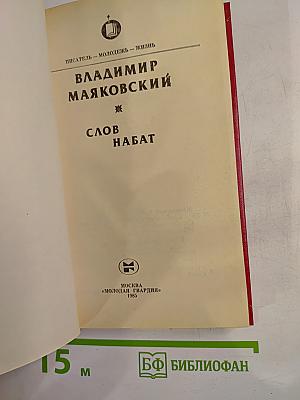 ПИСАТЕЛЬ — МОЛОДЕЖЬ — ЖИЗНЬ
ВЛАДИМИР
МАЯКОВСКИЙ
СЛОВ
НАБАТ
МОСКВА
«МОЛОДАЯ ГВАРДИЯ»
1985
15 м
БФ БИБЛИОФАН